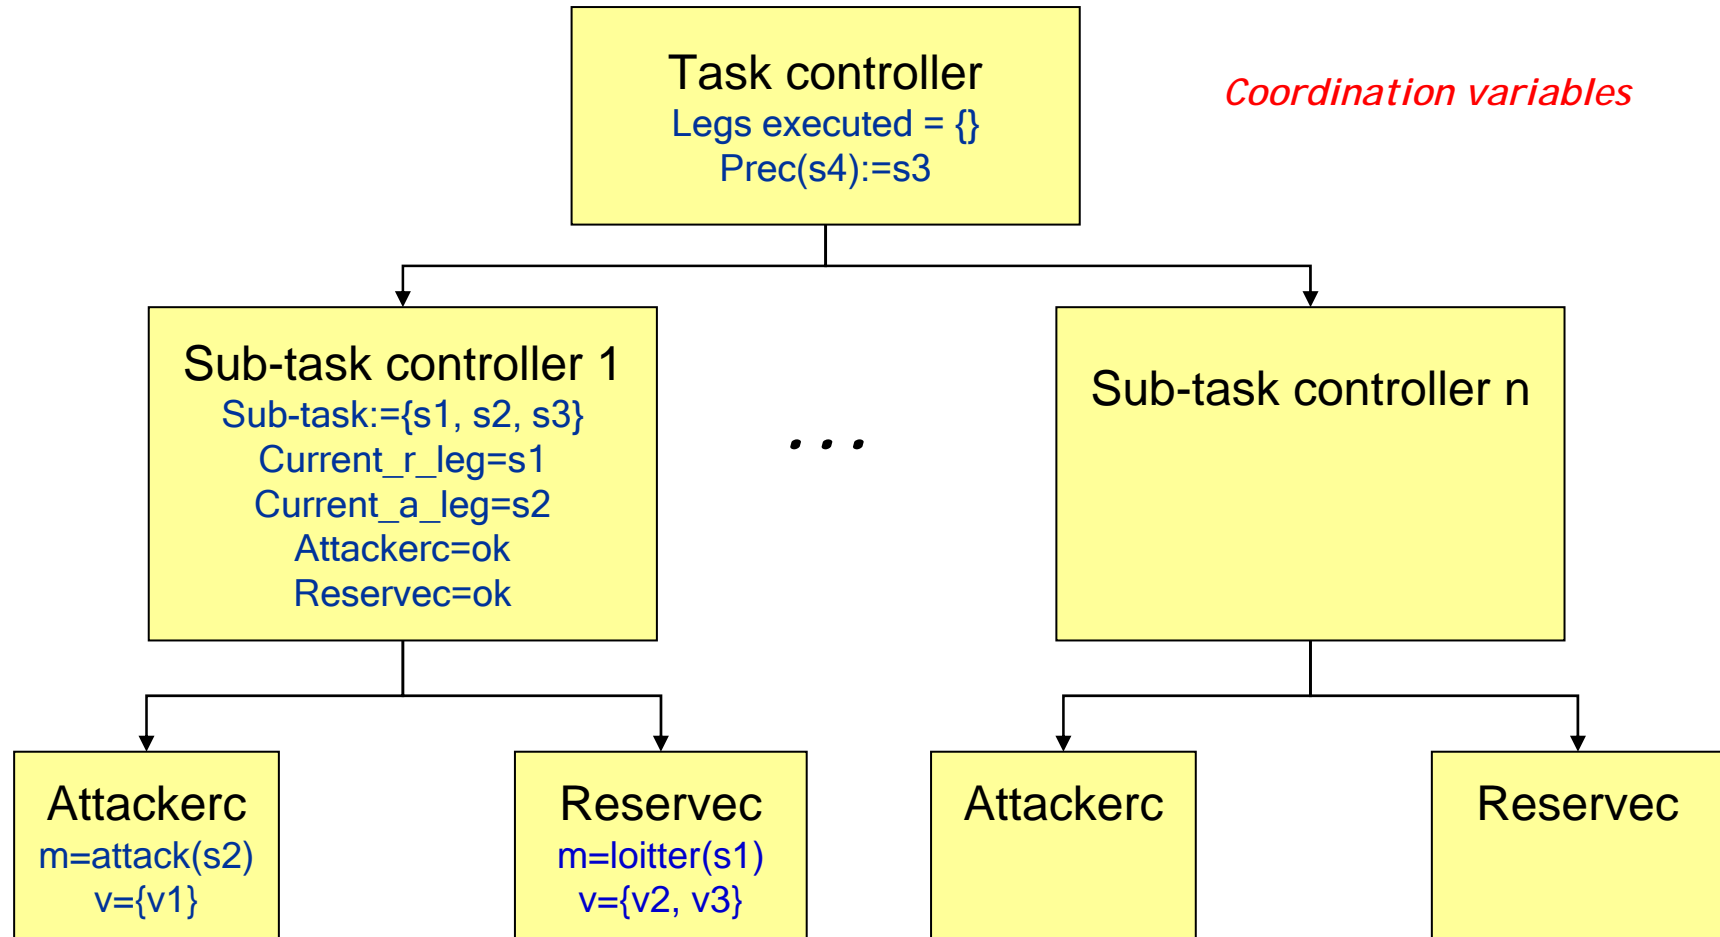 Task controller
Legs executed = {}
Prec(s4):=s3
Coordination variables
Sub-task controller 1
Sub-task:={s1, s2, s3}
Current_r_leg=s1
Current_a_leg=s2
Attackerc=ok
Reservec=ok
...
Sub-task controller n
Attackerc
m=attack(s2)
v={v1}
Reservec
m=loitter(s1)
v={v2, v3}
Attackerc
Reservec